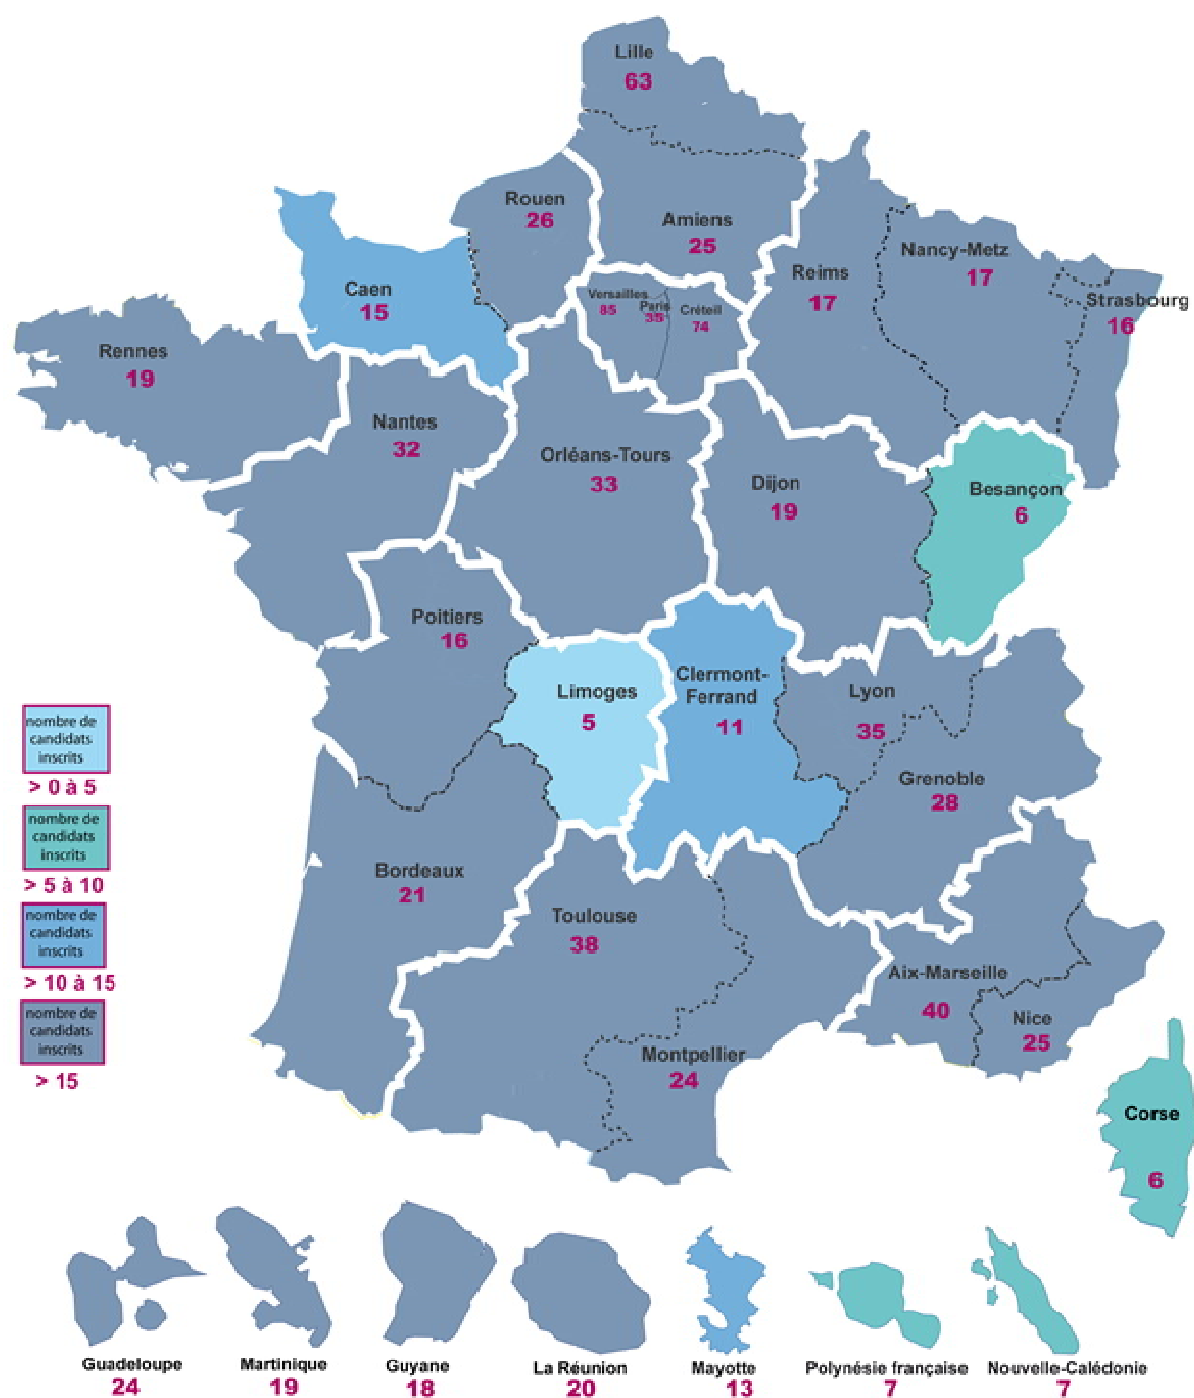 Lille
63
Rouen
26
Amiens
25
Caen
15
Versailles
85
Paris
35
Créteil
74
Reims
17
Nancy-Metz
17
Strasbourg
16
Rennes
19
Nantes
32
Orléans-Tours
33
Dijon
19
Besançon
6
Poitiers
16
Limoges
5
Clermont-
Ferrand
11
Lyon
35
Grenoble
28
Bordeaux
21
Toulouse
38
Aix-Marseille
40
Nice
25
Montpellier
24
Corse
6
nombre de
candidats
inscrits
> 0 à 5
nombre de
candidats
inscrits
> 5 à 10
nombre de
candidats
inscrits
> 10 à 15
nombre de
candidats
inscrits
> 15
Guadeloupe
24
Martinique
19
Guyane
18
La Réunion
20
Mayotte
13
Polynésie française
7
Nouvelle-Calédonie
7